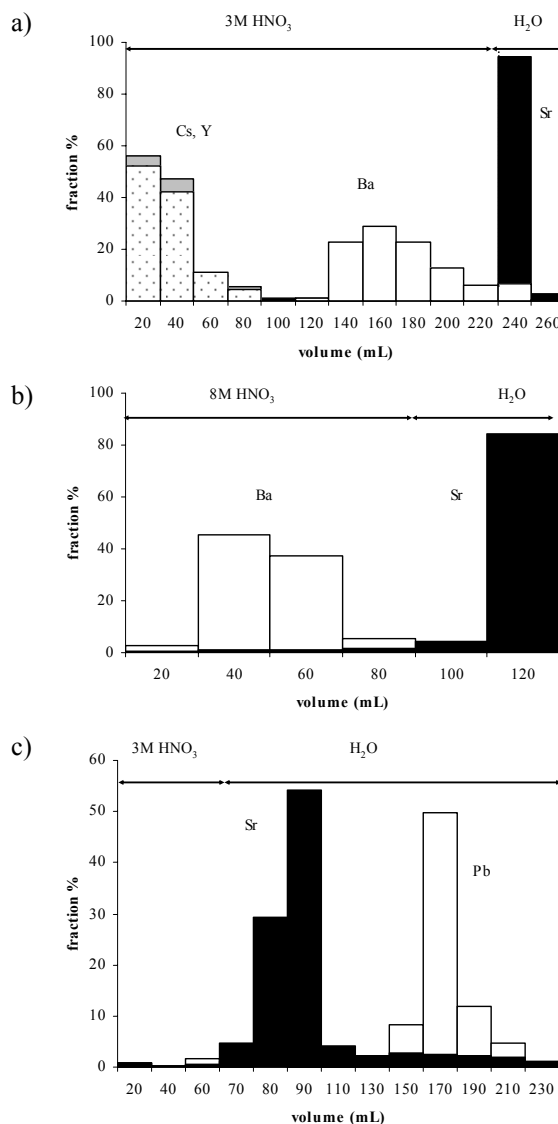 a)
3M HNO₃ H₂O
100
80
60
40
20
0
fraction %
Cs, Y
Ba
Sr
20 40 60 80 100 120 140 160 180 200 220 240 260
volume (mL)
b)
8M HNO₃ H₂O
100
80
60
40
20
0
fraction %
Ba
Sr
20 40 60 80 100 120
volume (mL)
c)
3M HNO₃ H₂O
60
50
40
30
20
10
0
fraction %
Sr
Pb
20 40 60 70 80 90 110 130 150 170 190 210 230
volume (mL)